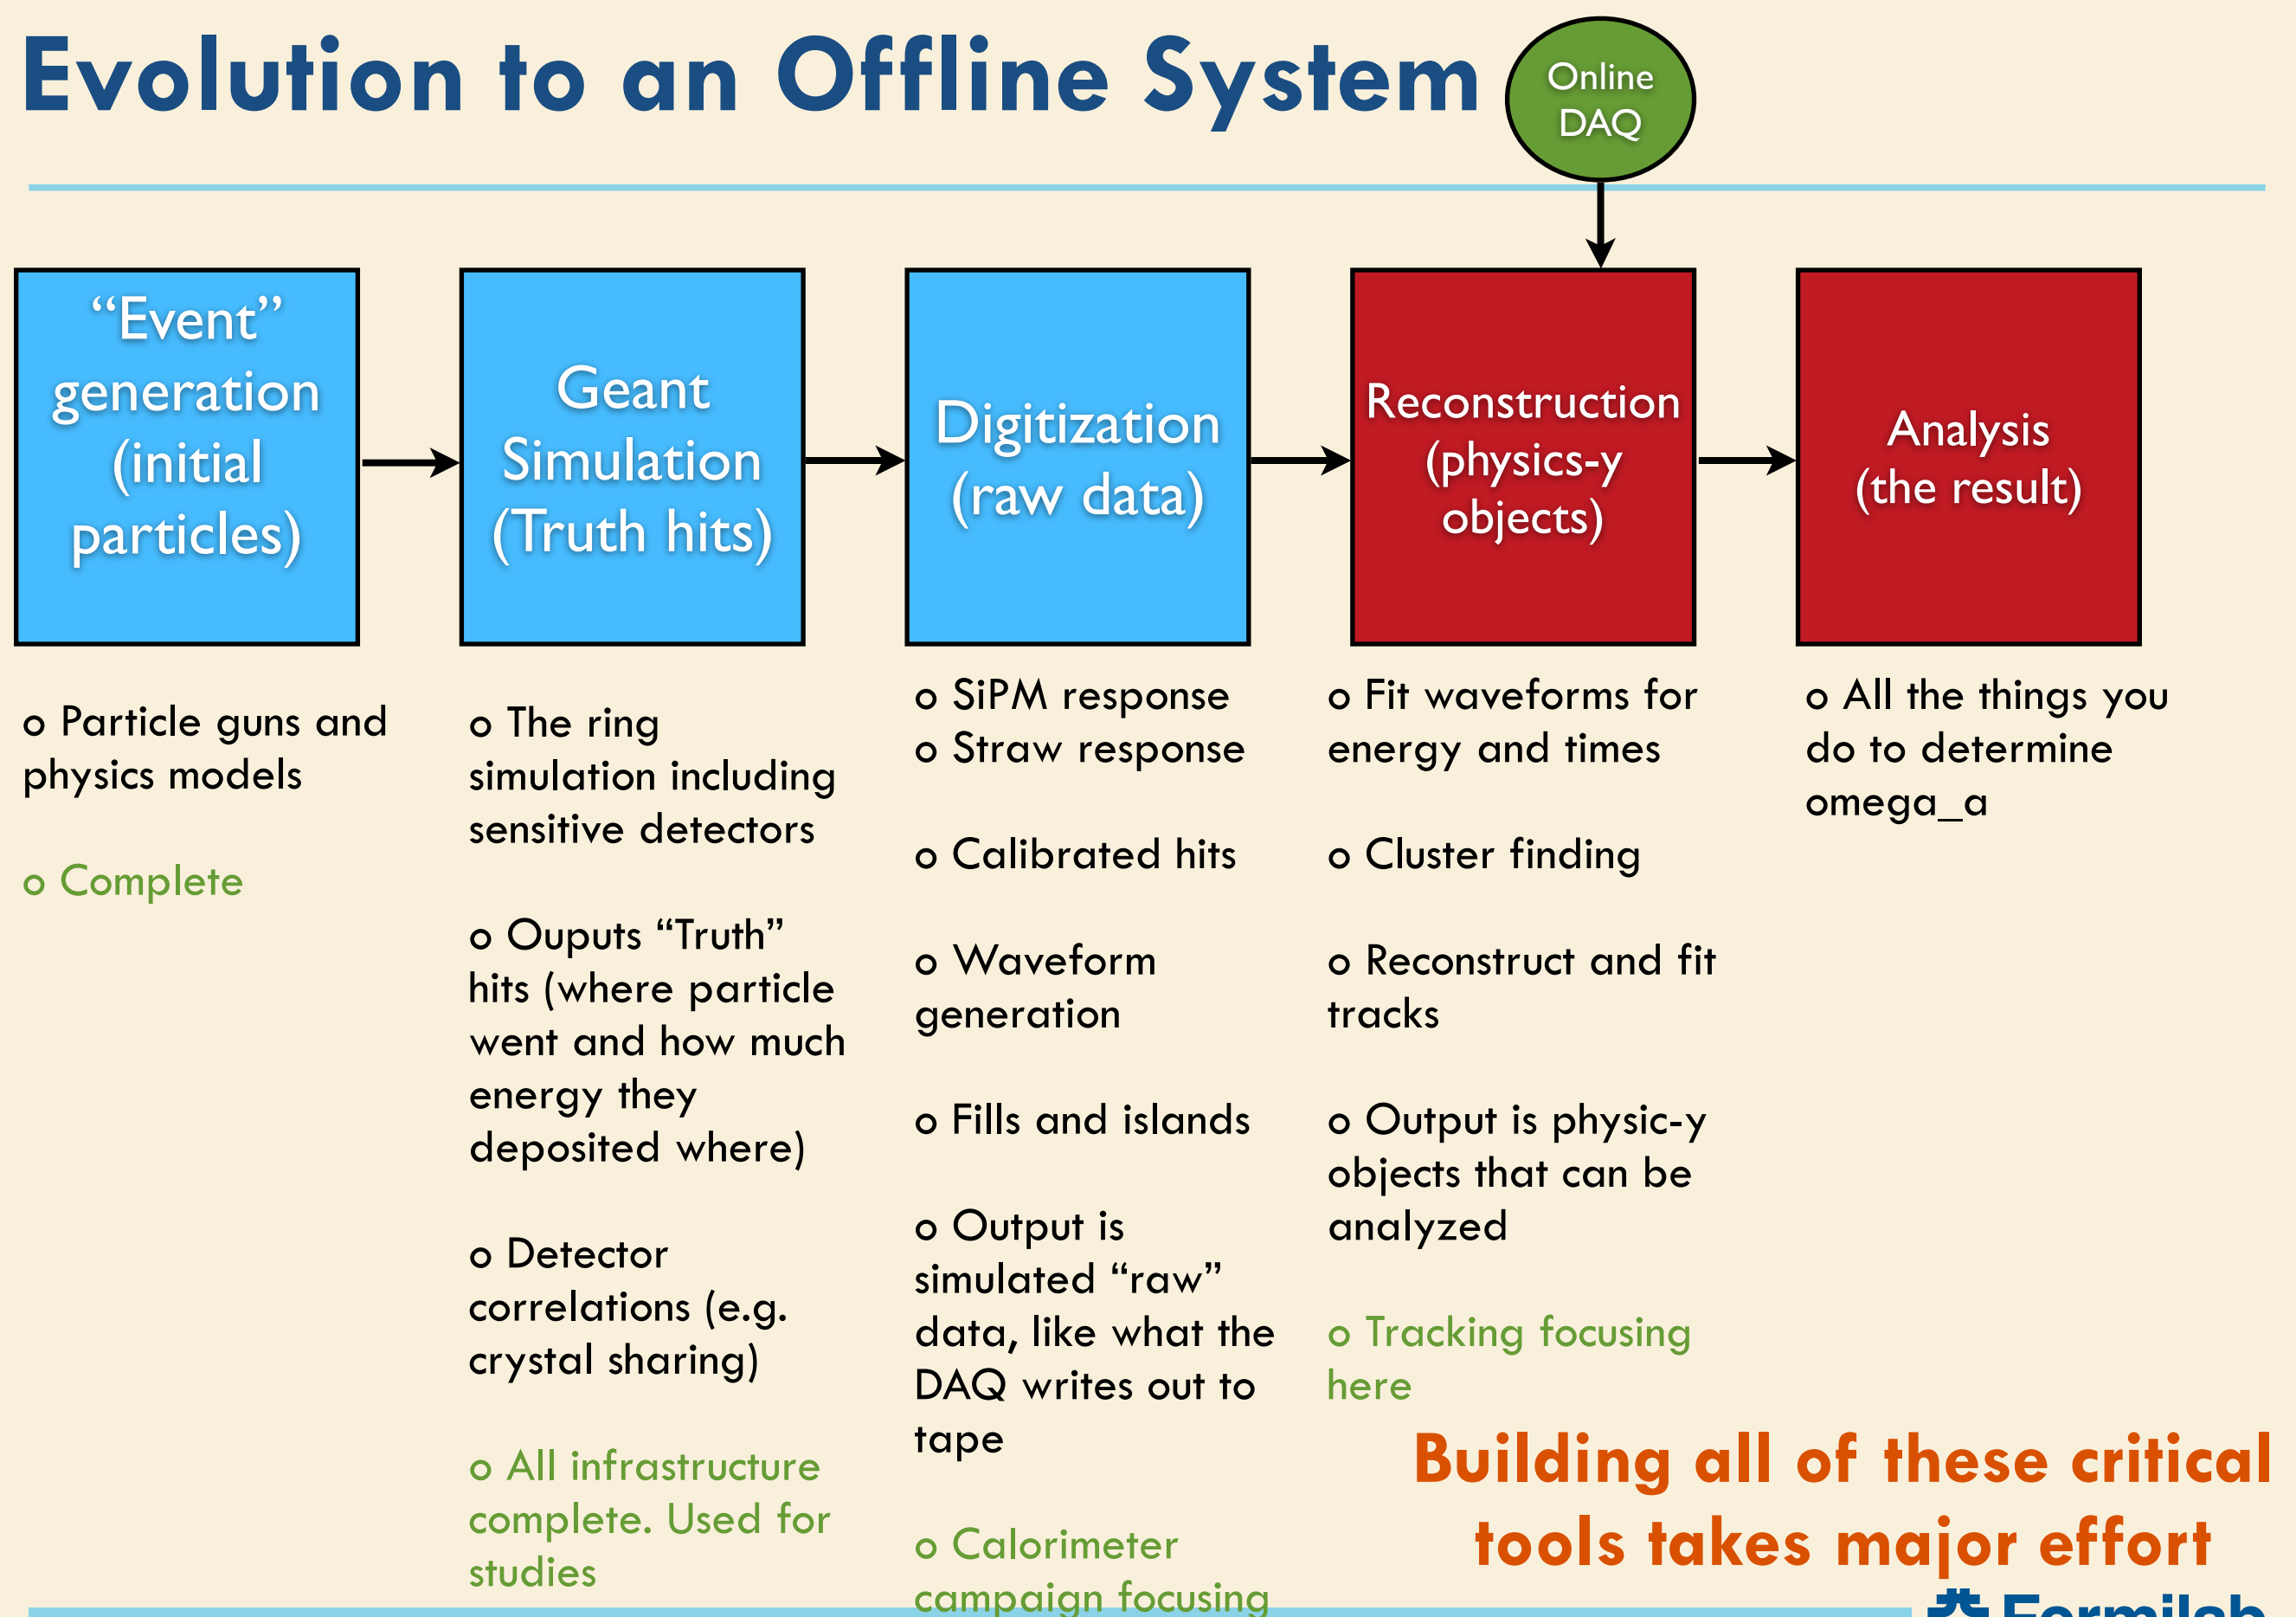 Evolution to an Offline System
Online
DAQ
“Event”
generation
(initial
particles)
Geant
Simulation
(Truth hits)
Digitization
(raw data)
Reconstruction
(physics-y
objects)
Analysis
(the result)
o Particle guns and
physics models
o Complete
o The ring
simulation including
sensitive detectors
o Ouputs “Truth”
hits (where particle
went and how much
energy they
deposited where)
o Detector
correlations (e.g.
crystal sharing)
o All infrastructure
complete. Used for
studies
o SiPM response
o Straw response
o Calibrated hits
o Waveform
generation
o Fills and islands
o Output is
simulated “raw”
data, like what the
DAQ writes out to
tape
o Calorimeter
campaign focusing
o Fit waveforms for
energy and times
o Cluster finding
o Reconstruct and fit
tracks
o Output is physic-y
objects that can be
analyzed
o Tracking focusing
here
o All the things you
do to determine
omega_a
Building all of these critical
tools takes major effort
Fermilab